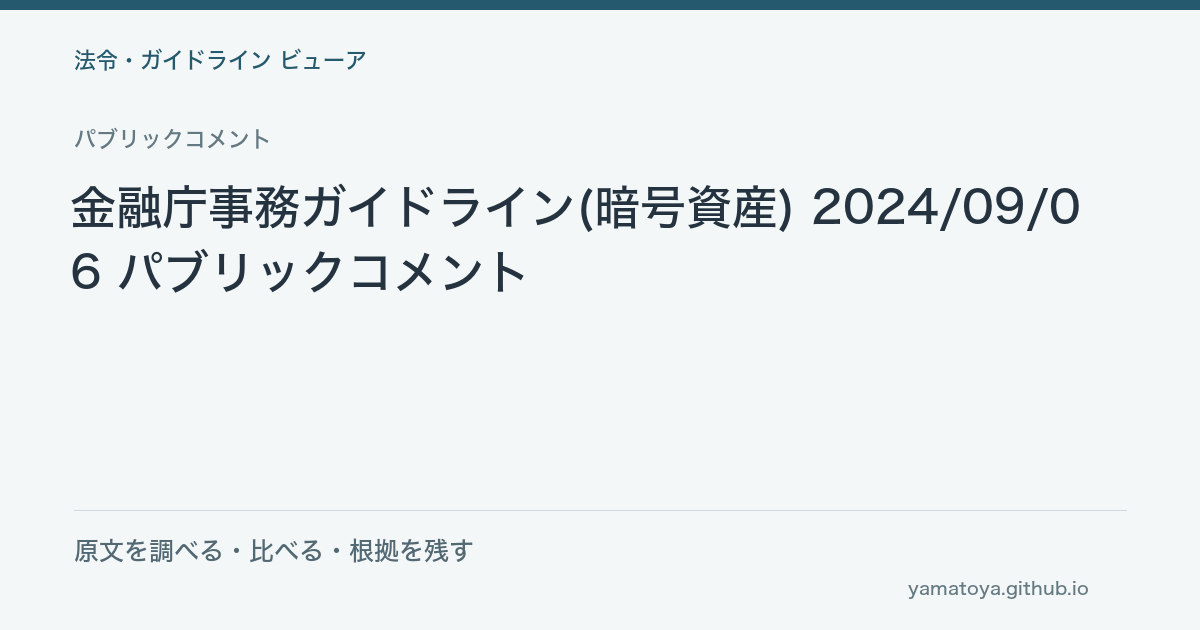 法令・ガイドライン ビューア
パブリックコメント
金融庁事務ガイドライン(暗号資産) 2024/09/0
6 パブリックコメント
原文を調べる・比べる・根拠を残す
yamatoya.github.io